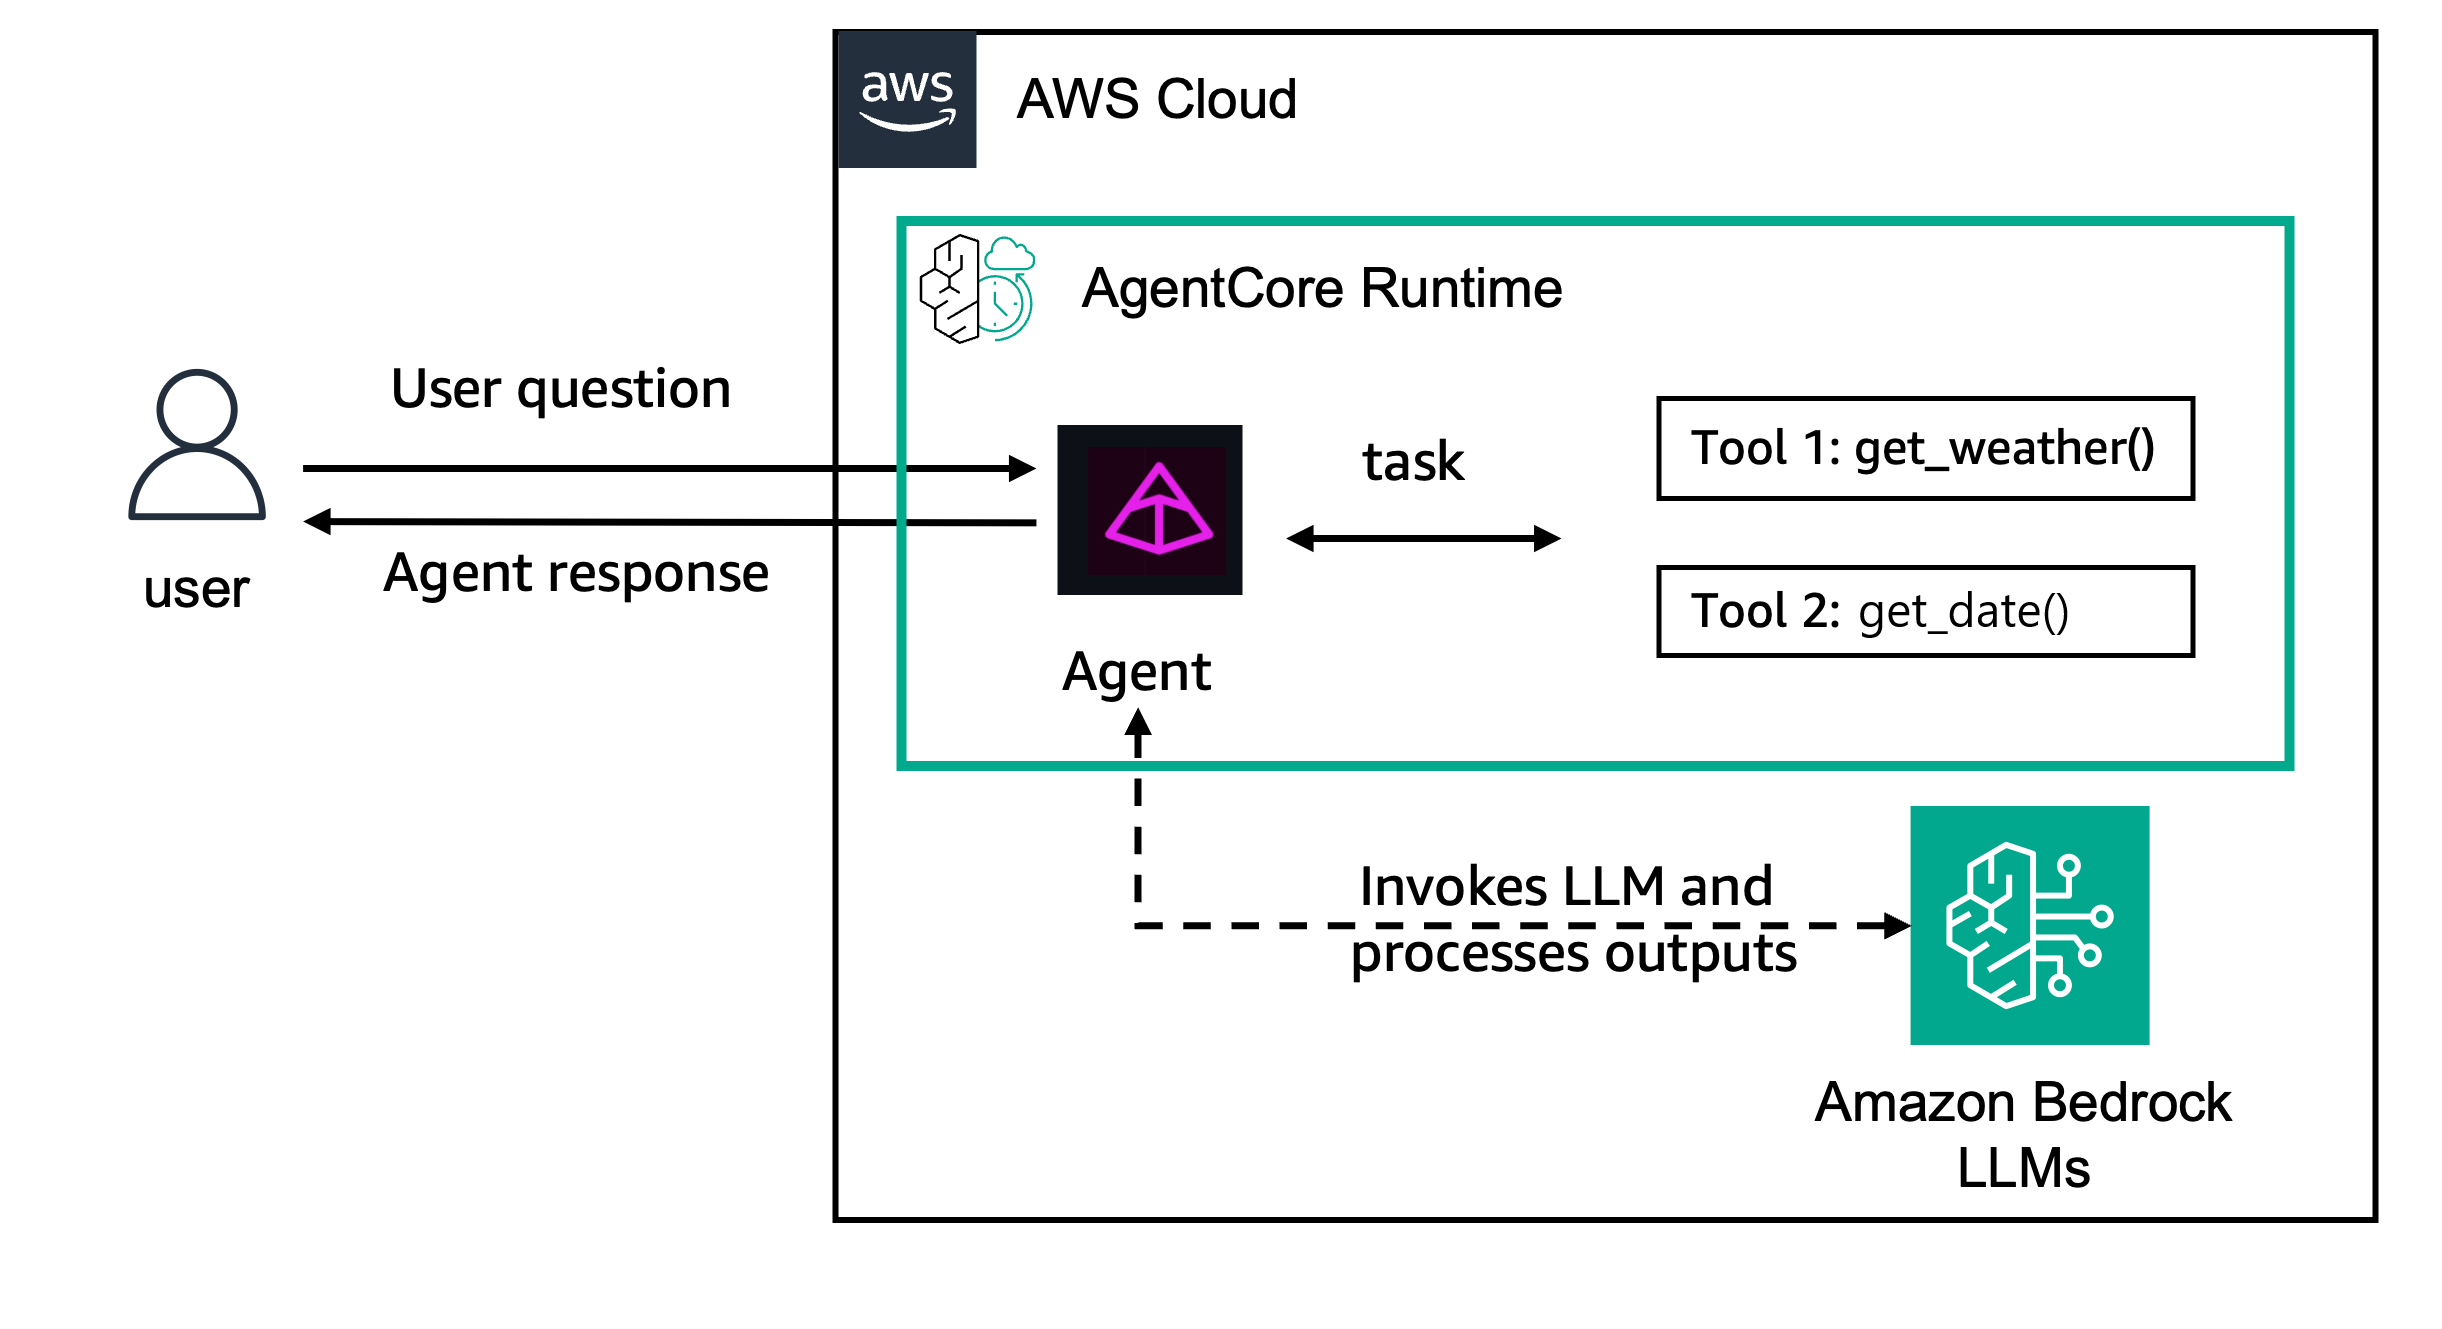 aws
AWS Cloud
AgentCore Runtime
User question
Agent response
user
Agent
task
Tool 1: get_weather()
Tool 2: get_date()
Invokes LLM and
processes outputs
Amazon Bedrock
LLMs